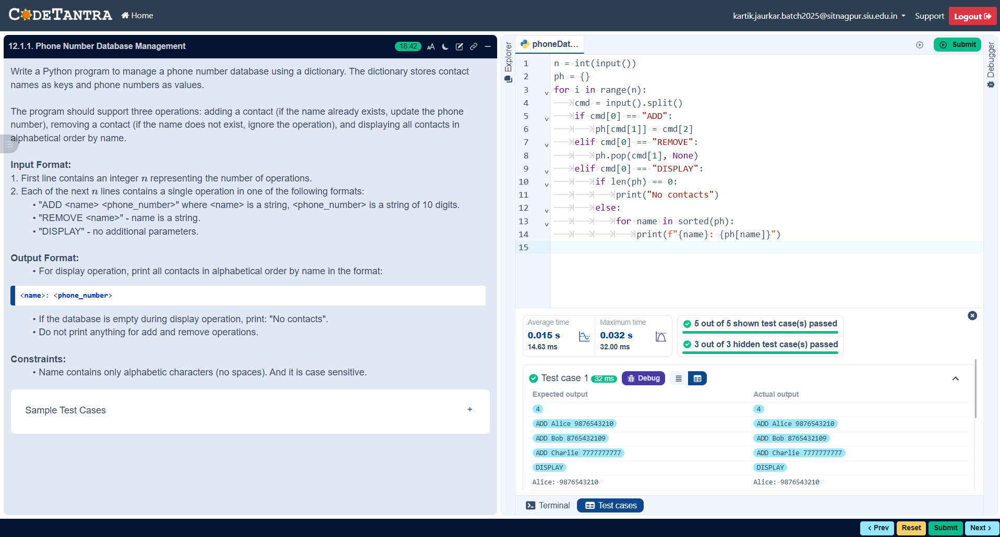 CODETANTRA
Home
kartik.jaurkar.batch2025@sitnagpur.siu.edu.in
Support
Logout
12.1.1. Phone Number Database Management
18:42
Write a Python program to manage a phone number database using a dictionary. The dictionary stores contact
names as keys and phone numbers as values.
The program should support three operations: adding a contact (if the name already exists, update the phone
number), removing a contact (if the name does not exist, ignore the operation), and displaying all contacts in
alphabetical order by name.
Input Format:
1. First line contains an integer n representing the number of operations.
2. Each of the next n lines contains a single operation in one of the following formats:
• "ADD <name> <phone_number>" where <name> is a string, <phone_number> is a string of 10 digits.
• "REMOVE <name>" - name is a string.
• "DISPLAY" - no additional parameters.
Output Format:
• For display operation, print all contacts in alphabetical order by name in the format:
<name>: <phone_number>
• If the database is empty during display operation, print: "No contacts".
• Do not print anything for add and remove operations.
Constraints:
• Name contains only alphabetic characters (no spaces). And it is case sensitive.
Sample Test Cases
+
Explorer
phoneDat...
Submit
Debugger
1 n = int(input())
2 ph = {}
3 for i in range(n):
4 cmd = input().split()
5 if cmd[0] == "ADD":
6 ph[cmd[1]] = cmd[2]
7 elif cmd[0] == "REMOVE":
8 ph.pop(cmd[1], None)
9 elif cmd[0] == "DISPLAY":
10 if len(ph) == 0:
11 print("No contacts")
12 else:
13 for name in sorted(ph):
14 print(f"{name}: {ph[name]}")
15
Average time
0.015 s
14.63 ms
Maximum time
0.032 s
32.00 ms
5 out of 5 shown test case(s) passed
3 out of 3 hidden test case(s) passed
Test case 1 32 ms Debug
Expected output Actual output
4 4
ADD Alice 9876543210 ADD Alice 9876543210
ADD Bob 8765432109 ADD Bob 8765432109
ADD Charlie 7777777777 ADD Charlie 7777777777
DISPLAY DISPLAY
Alice: 9876543210 Alice: 9876543210
Terminal Test cases
< Prev Reset Submit Next >